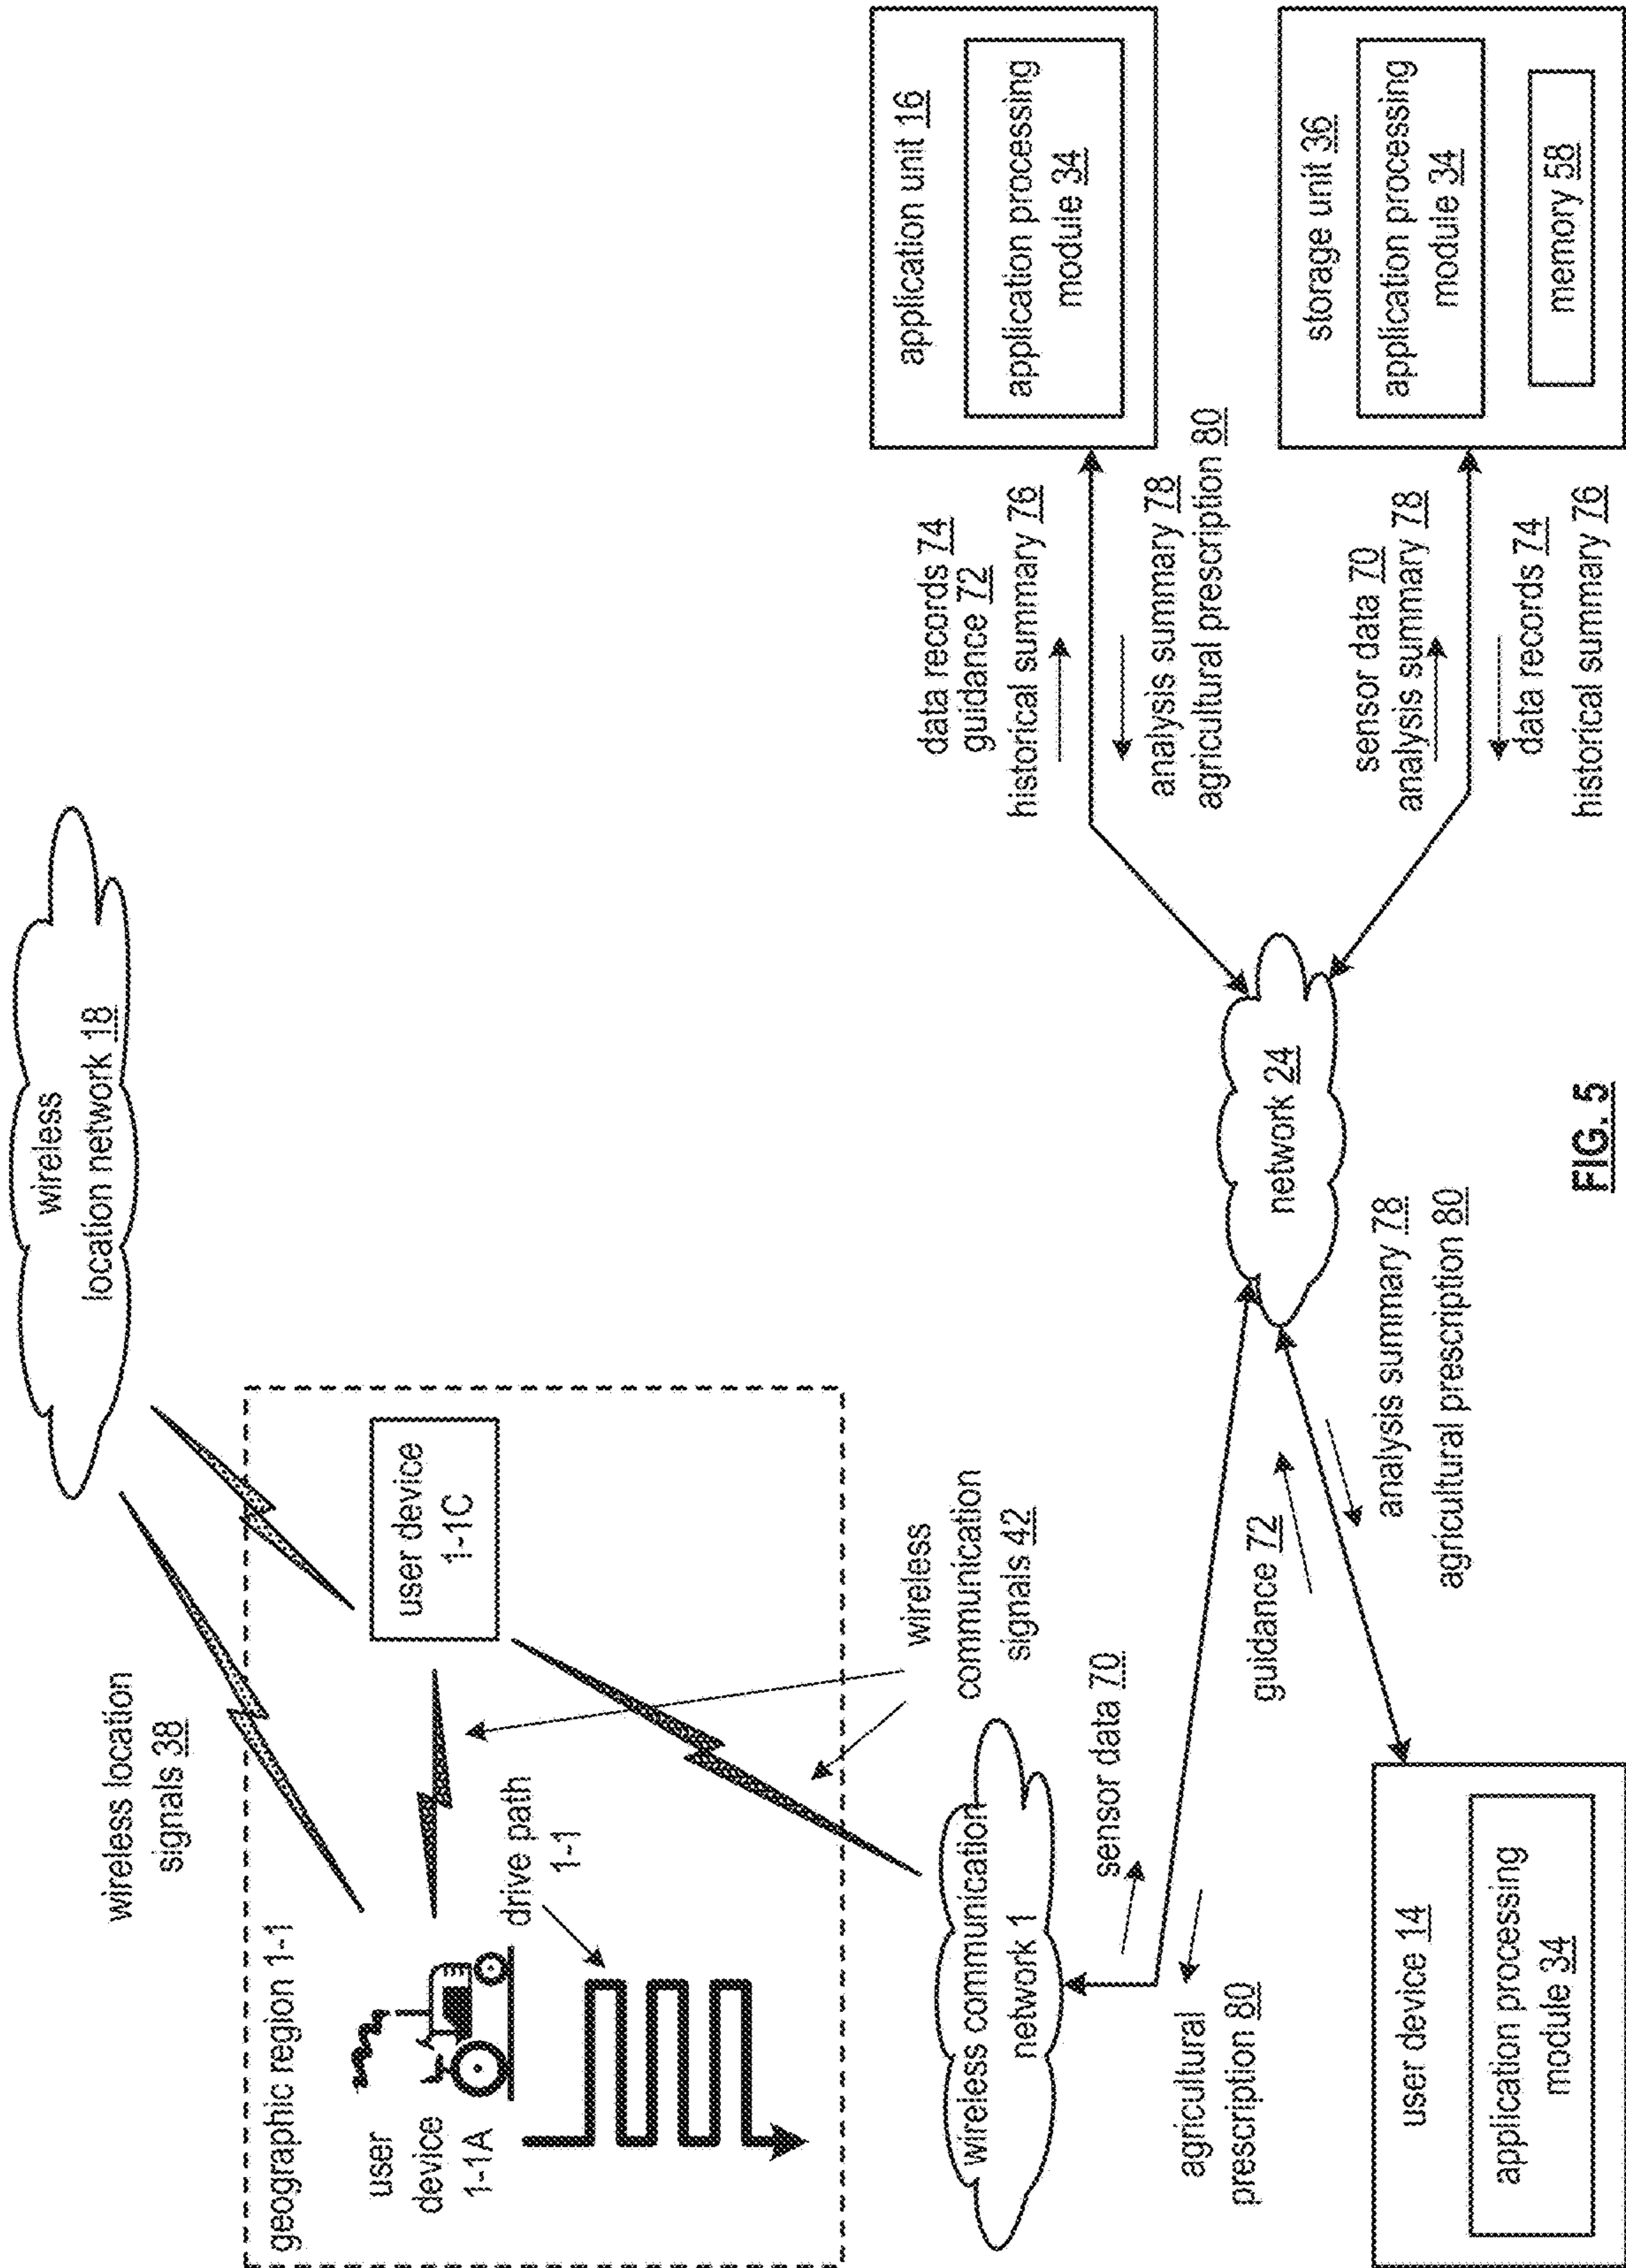 wireless
location network 18
wireless location
signals 38
geographic region 1-1
user
device
1-1A
user device
1-1C
drive path
1-1
wireless
communication
signals 42
wireless communication
network 1
sensor data 70
agricultural
prescription 80
guidance 72
analysis summary 78
agricultural prescription 80
user device 14
application processing
module 34
network 24
data records 74
guidance 72
historical summary 76
analysis summary 78
agricultural prescription 80
application unit 16
application processing
module 34
sensor data 70
analysis summary 78
data records 74
historical summary 76
storage unit 36
application processing
module 34
memory 58
FIG. 5